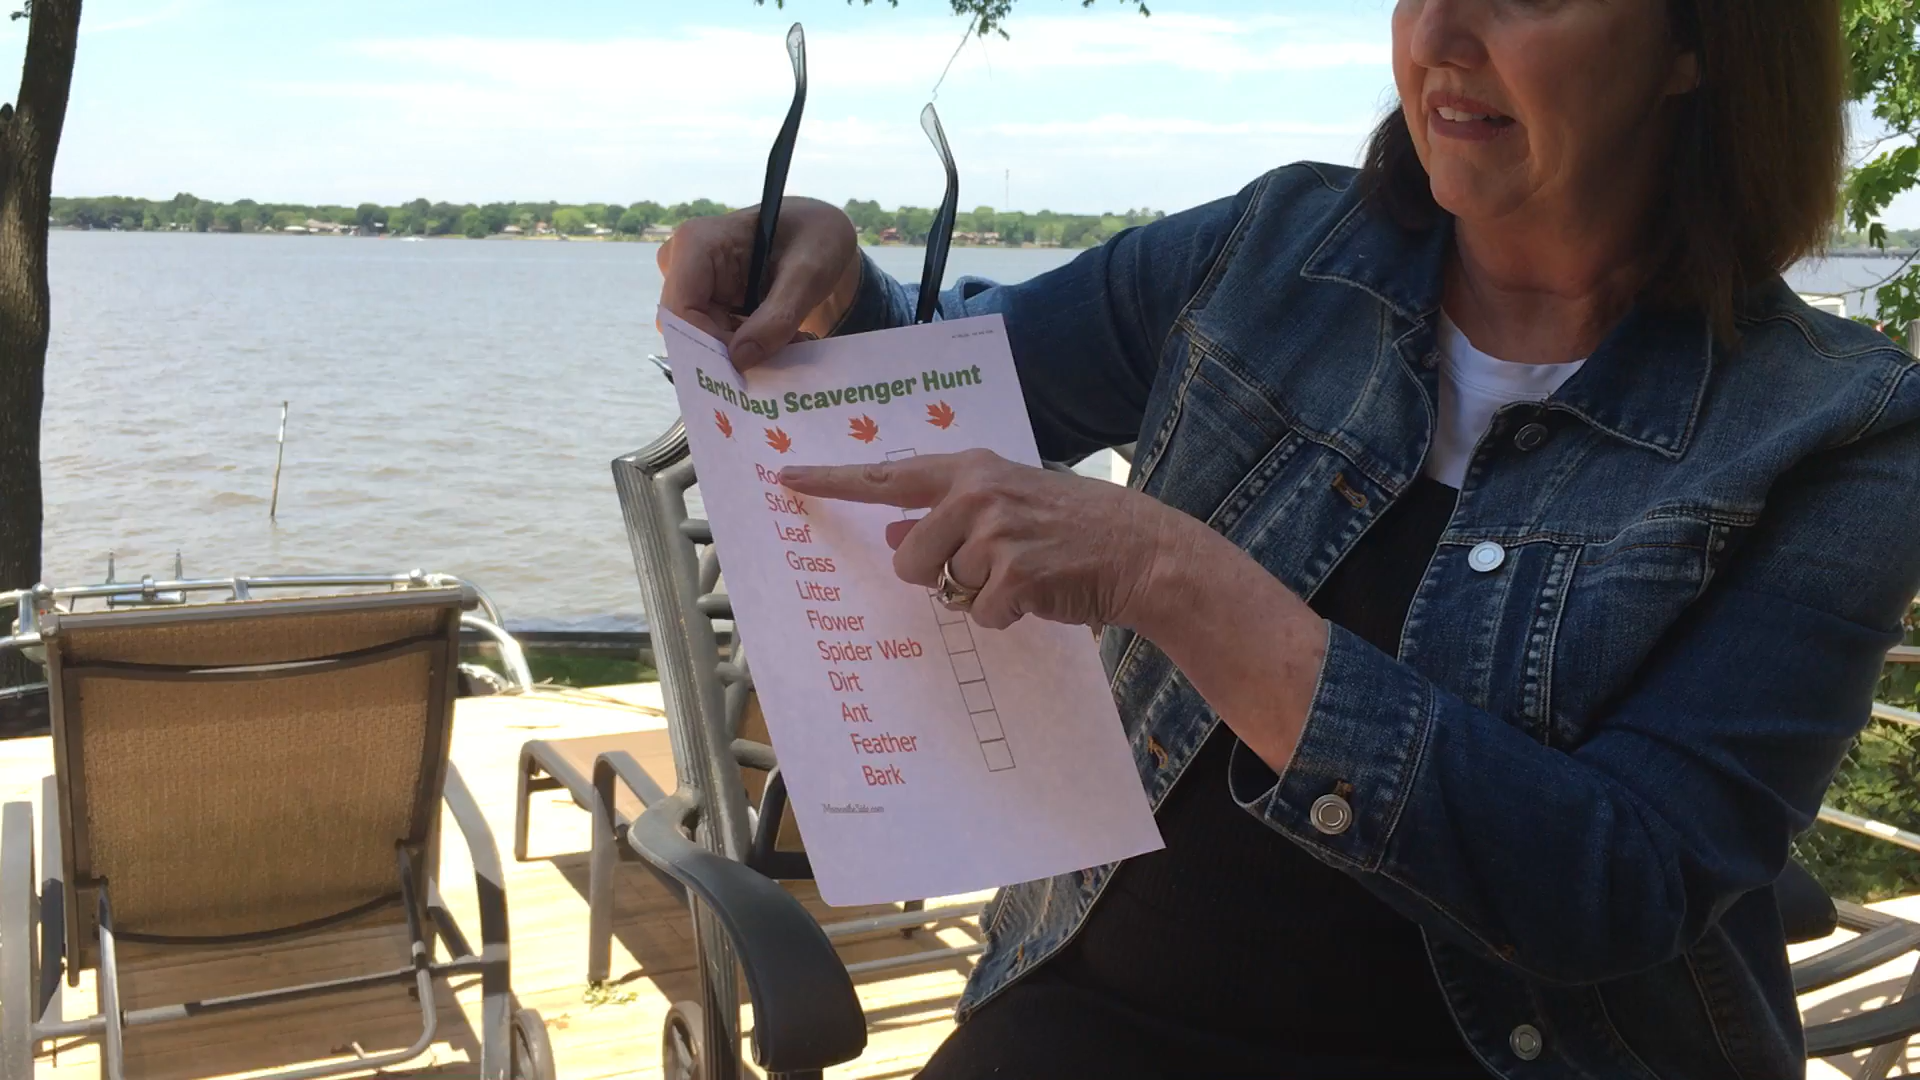 Earth Day Scavenger Hunt
Stick
Leaf
Grass
Litter
Flower
Spider Web
Dirt
Ant
Feather
Bark